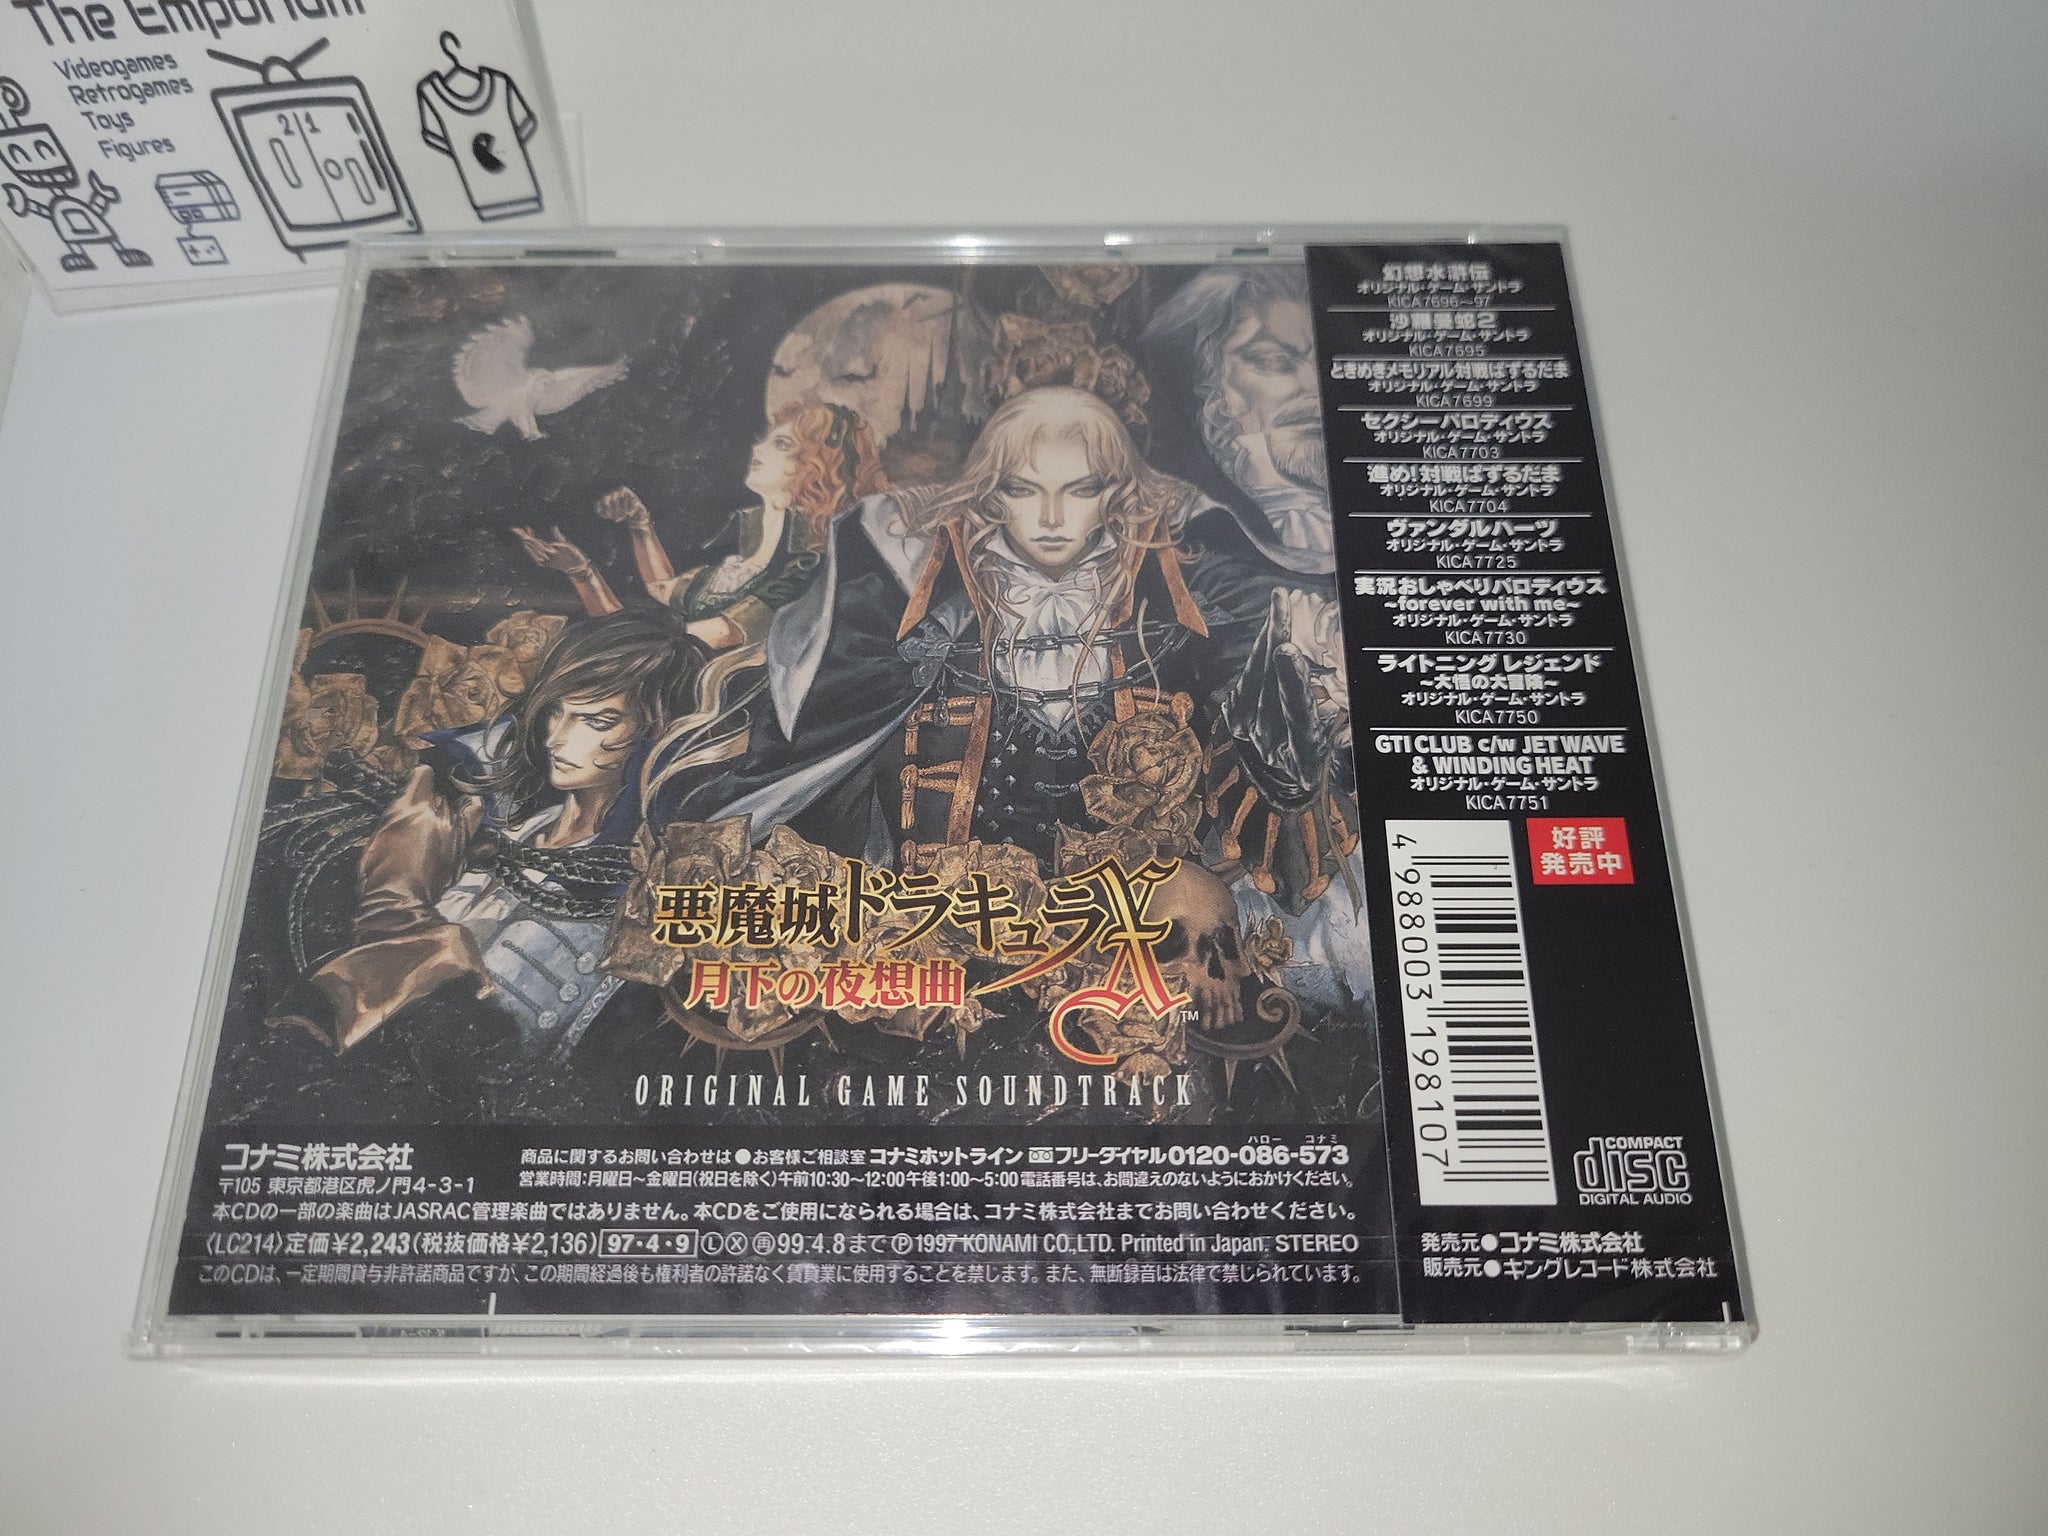 The Emporium
Videogames
Retrogames
Toys
Figures
2 1
幻想水滸伝
オリジナル・ゲーム・サントラ
KICA7696～97
沙羅曼蛇2
オリジナル・ゲーム・サントラ
KICA7695
ときめきメモリアル対戦ぱずるだま
オリジナル・ゲーム・サントラ
KICA7699
セクシーパロディウス
オリジナル・ゲーム・サントラ
KICA7703
進め!対戦ぱずるだま
オリジナル・ゲーム・サントラ
KICA7704
ヴァンダルハーツ
オリジナル・ゲーム・サントラ
KICA7725
実況おしゃべりパロディウス
~forever with me~
オリジナル・ゲーム・サントラ
KICA7730
ライトニング レジェンド
~大悟の大冒険~
オリジナル・ゲーム・サントラ
KICA7750
GTI CLUB c/w JET WAVE
& WINDING HEAT
オリジナル・ゲーム・サントラ
KICA7751
好評
発売中
4 988003 198107
COMPACT
disc
DIGITAL AUDIO
発売元●コナミ株式会社
販売元●キングレコード株式会社
悪魔城ドラキュラX
月下の夜想曲
TM
ORIGINAL GAME SOUNDTRACK
コナミ株式会社
〒105 東京都港区虎ノ門4-3-1
ハロー コナミ
商品に関するお問い合わせは●お客様ご相談室 コナミホットライン フリーダイヤル0120-086-573
営業時間:月曜日～金曜日(祝日を除く)午前10:30～12:00午後1:00～5:00 電話番号は、お間違えのないようにおかけください。
本CDの一部の楽曲はJASRAC管理楽曲ではありません。本CDをご使用になられる場合は、コナミ株式会社までお問い合わせください。
〈LC214〉定価¥2,243(税抜価格¥2,136) 97・4・9 Ⓛ Ⓧ 再 99.4.8まで Ⓟ 1997 KONAMI CO.,LTD. Printed in Japan. STEREO
このCDは、一定期間貸与非許諾商品ですが、この期間経過後も権利者の許諾なく賃貸業に使用することを禁じます。また、無断録音は法律で禁じられています。